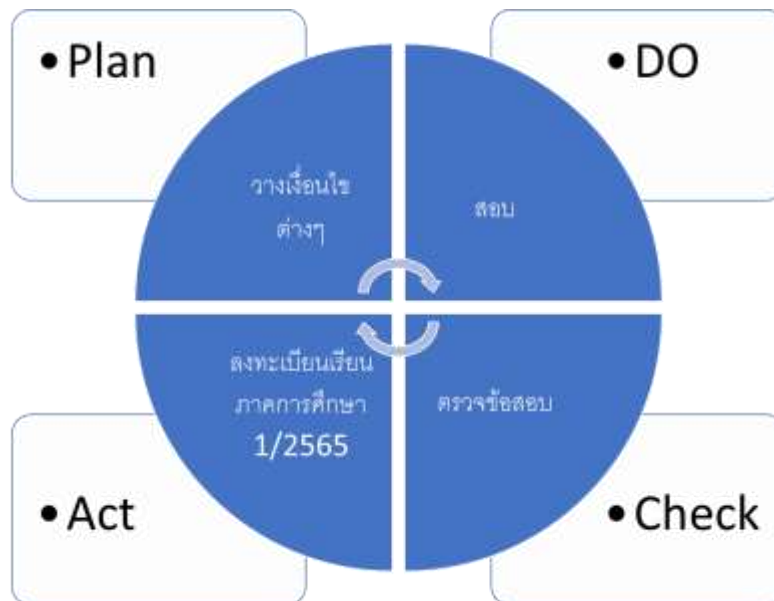 • Plan
• DO
วางเงื่อนไข
ต่างๆ
สอบ
ลงทะเบียนเรียน
ภาคการศึกษา
1/2565
ตรวจข้อสอบ
• Act
• Check